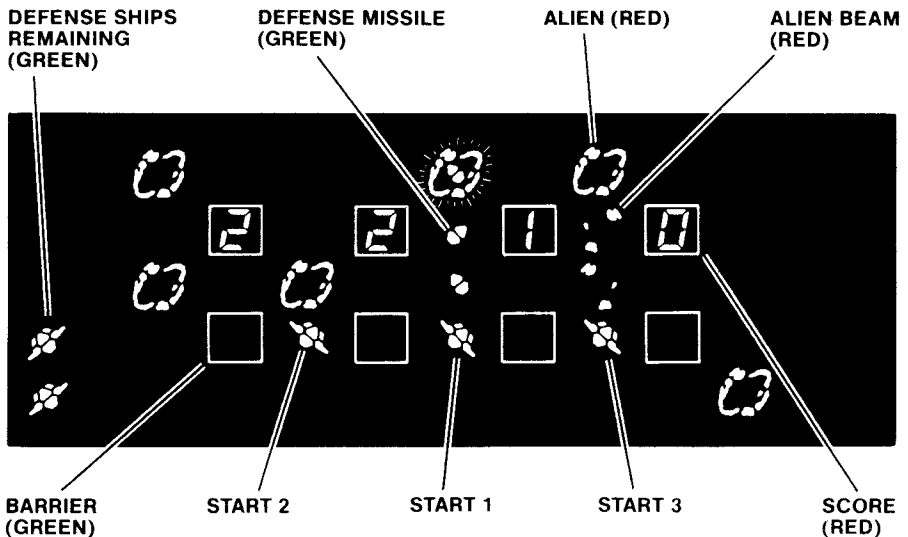 DEFENSE SHIPS
REMAINING
(GREEN)
DEFENSE MISSILE
(GREEN)
ALIEN (RED)
ALIEN BEAM
(RED)
2 2 1 0
BARRIER
(GREEN)
START 2
START 1
START 3
SCORE
(RED)